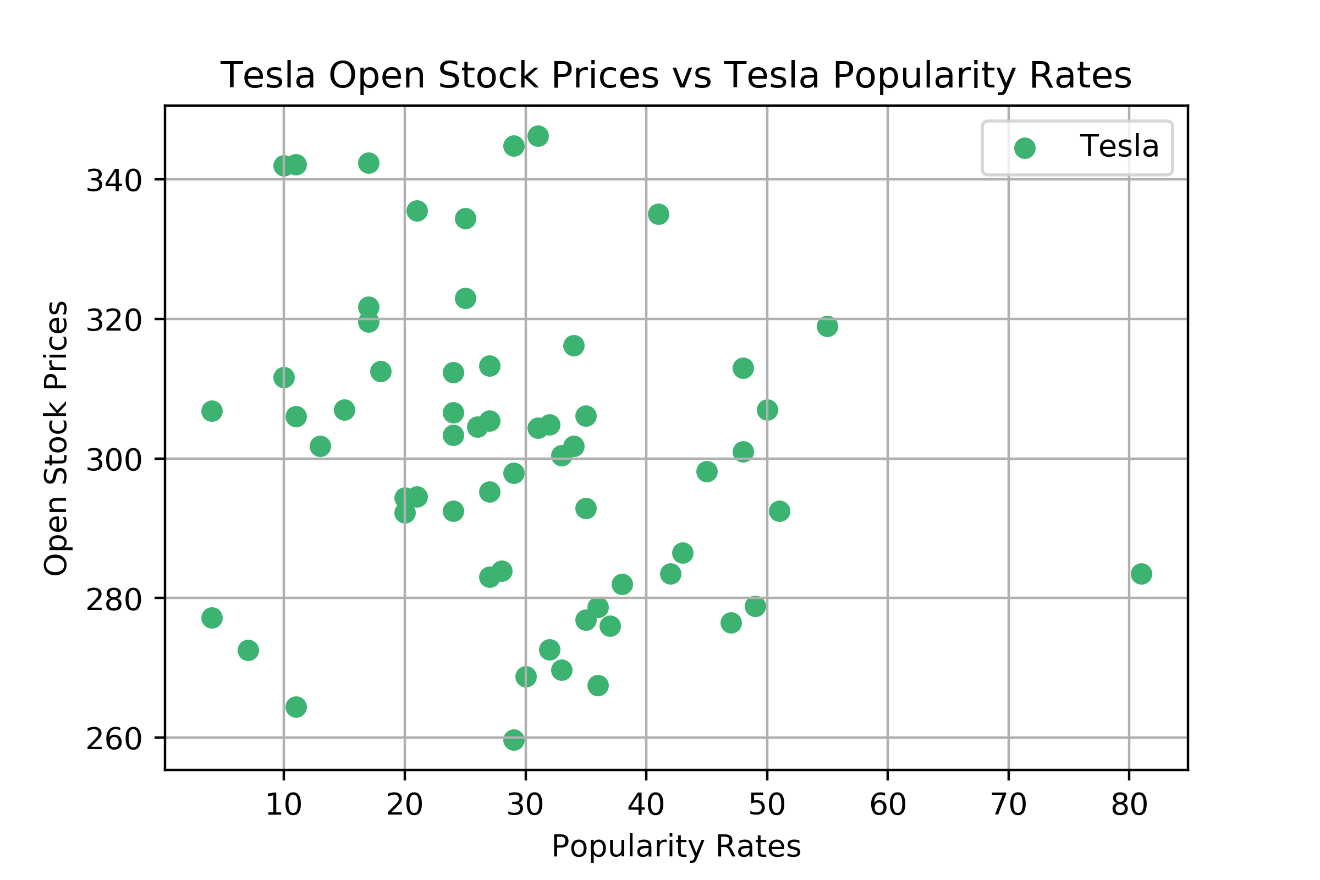 Tesla Open Stock Prices vs Tesla Popularity Rates
Tesla
340
320
300
280
260
Open Stock Prices
10 20 30 40 50 60 70 80
Popularity Rates